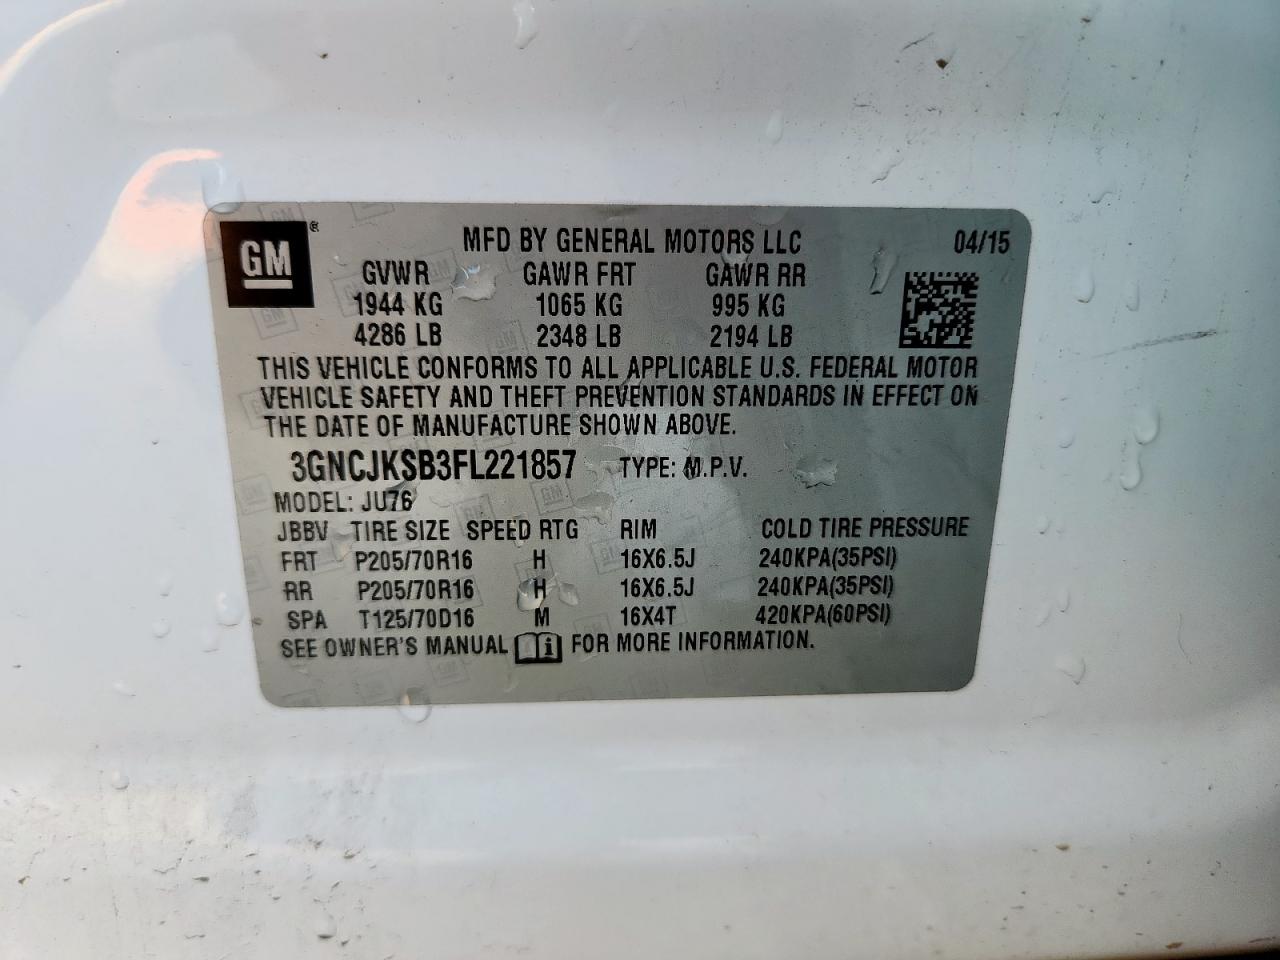 GM®
MFD BY GENERAL MOTORS LLC 04/15
GVWR GAWR FRT GAWR RR
1944 KG 1065 KG 995 KG
4286 LB 2348 LB 2194 LB
THIS VEHICLE CONFORMS TO ALL APPLICABLE U.S. FEDERAL MOTOR
VEHICLE SAFETY AND THEFT PREVENTION STANDARDS IN EFFECT ON
THE DATE OF MANUFACTURE SHOWN ABOVE.
3GNCJKSB3FL221857 TYPE: M.P.V.
MODEL: JU76
JBBV TIRE SIZE SPEED RTG RIM COLD TIRE PRESSURE
FRT P205/70R16 H 16X6.5J 240KPA(35PSI)
RR P205/70R16 H 16X6.5J 240KPA(35PSI)
SPA T125/70D16 M 16X4T 420KPA(60PSI)
SEE OWNER'S MANUAL i FOR MORE INFORMATION.